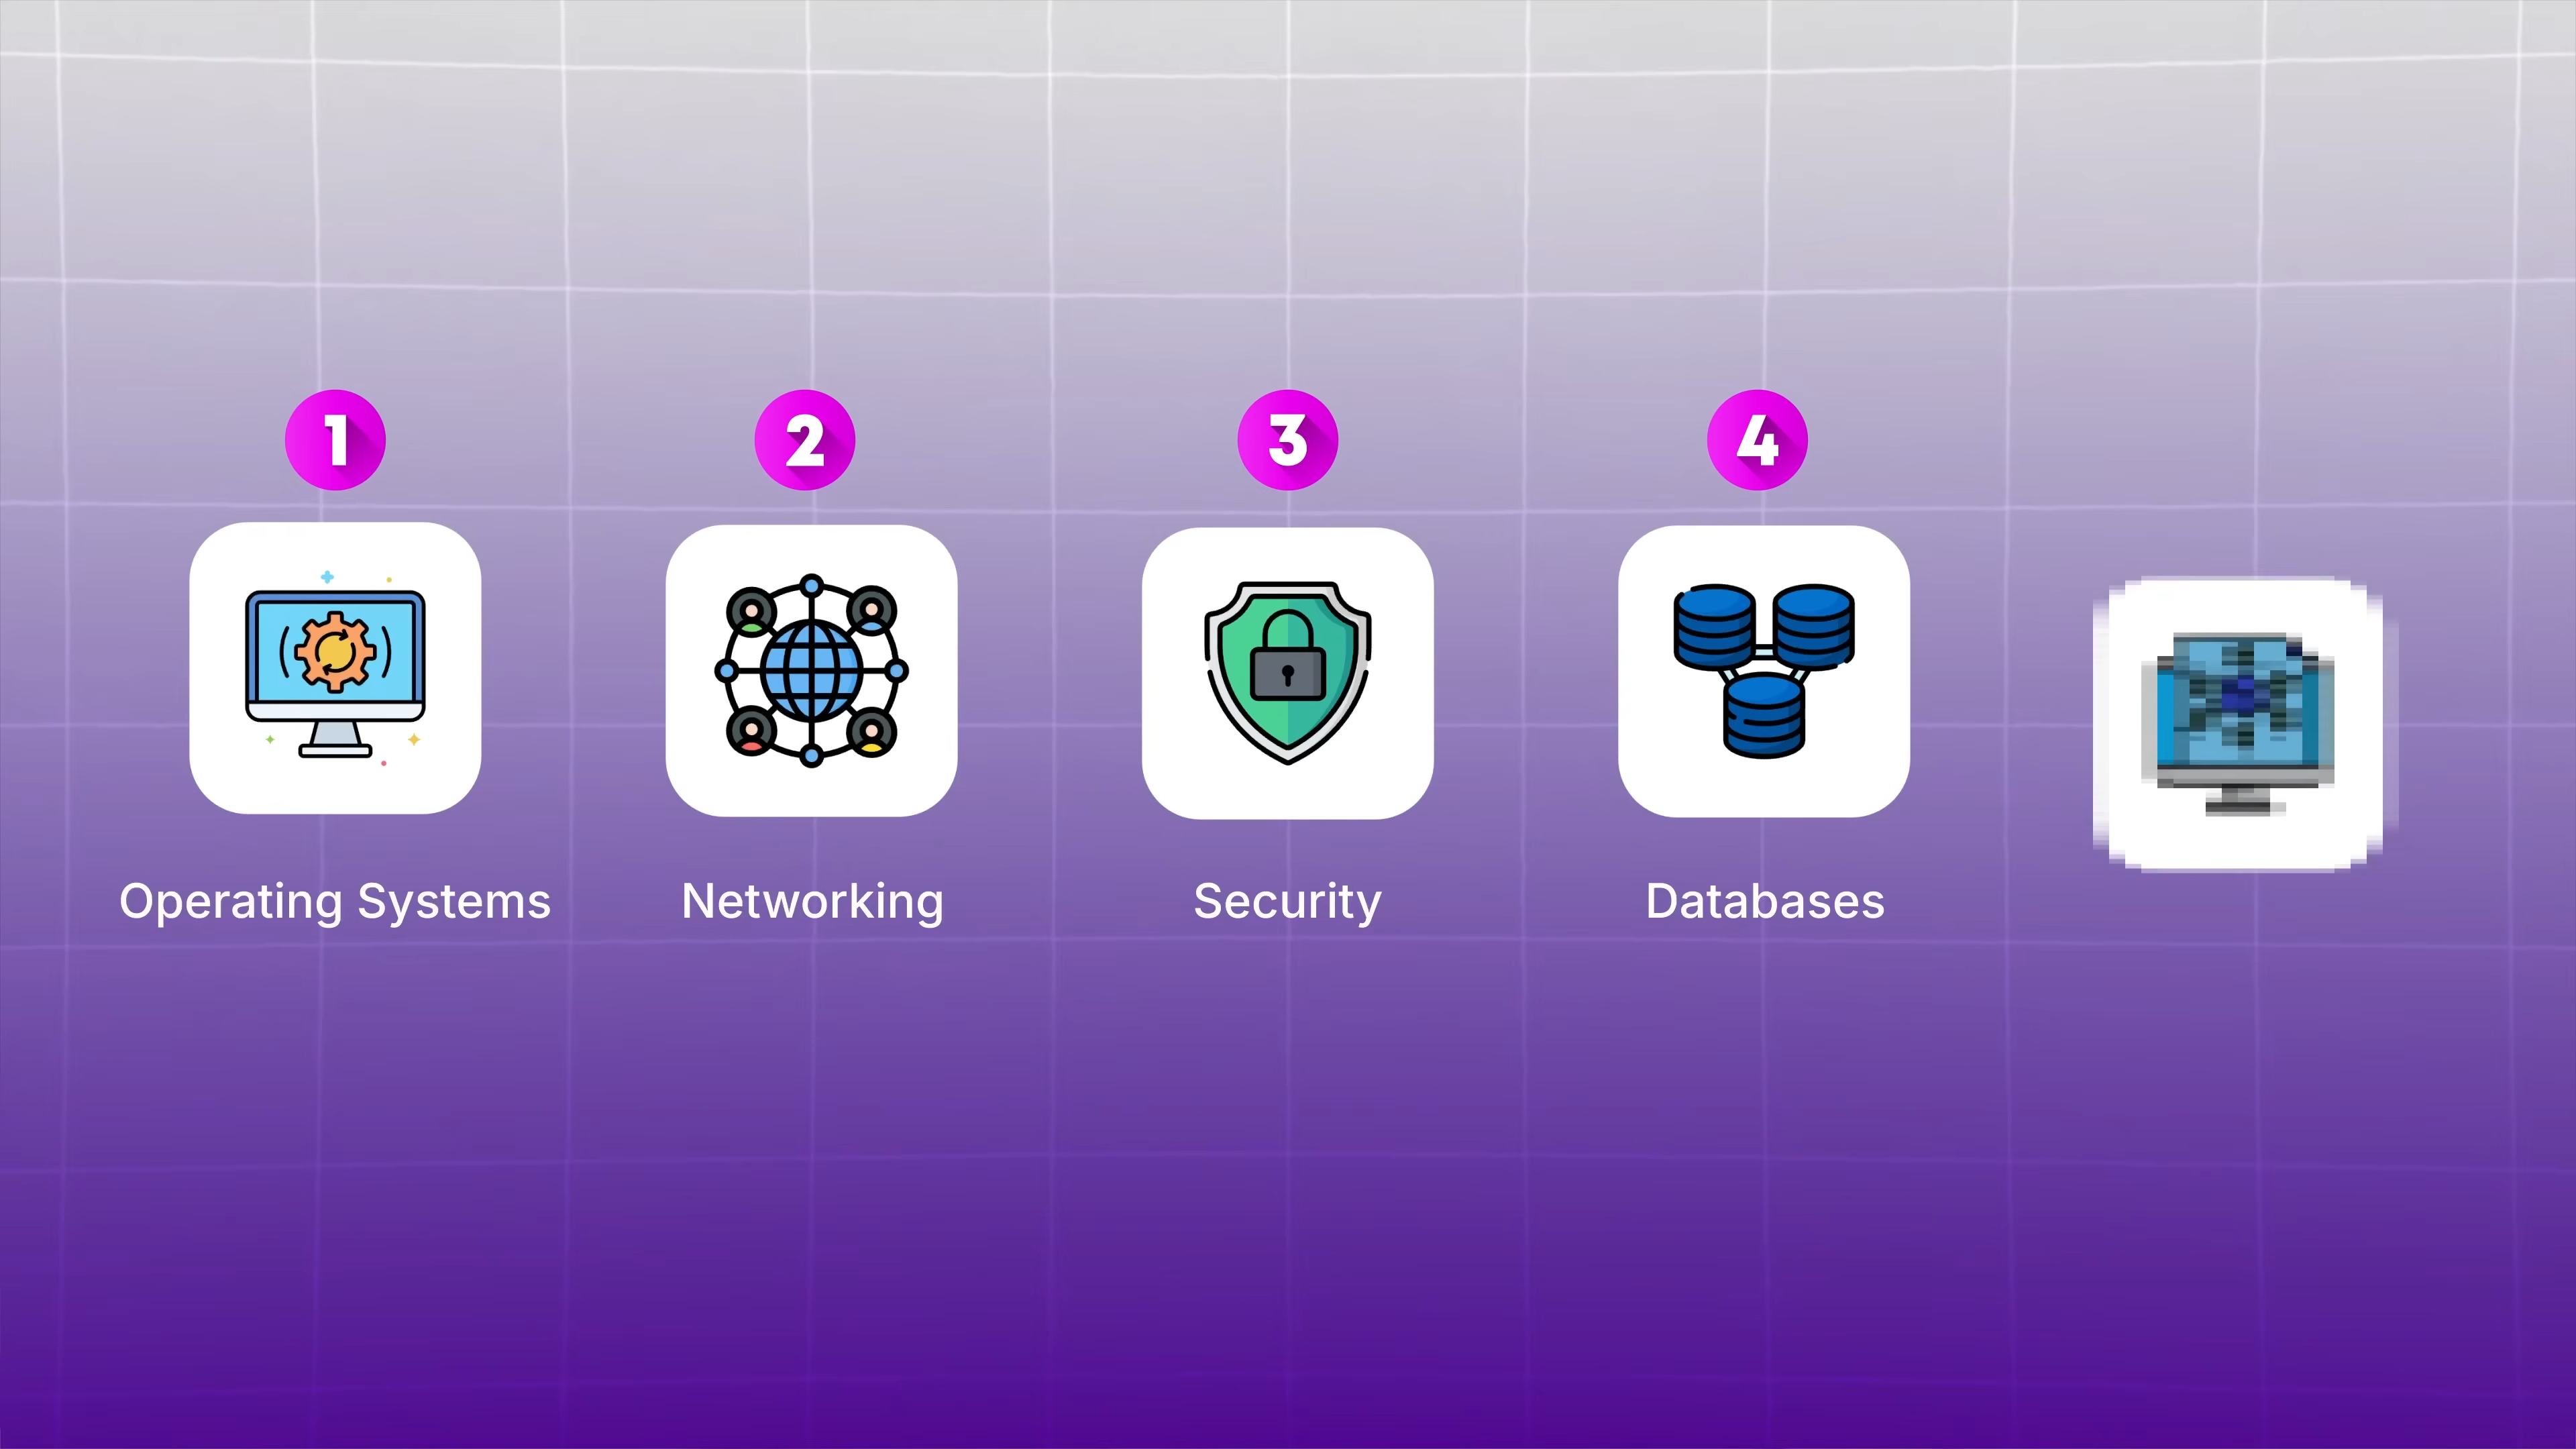 1
2
3
4
Operating Systems
Networking
Security
Databases